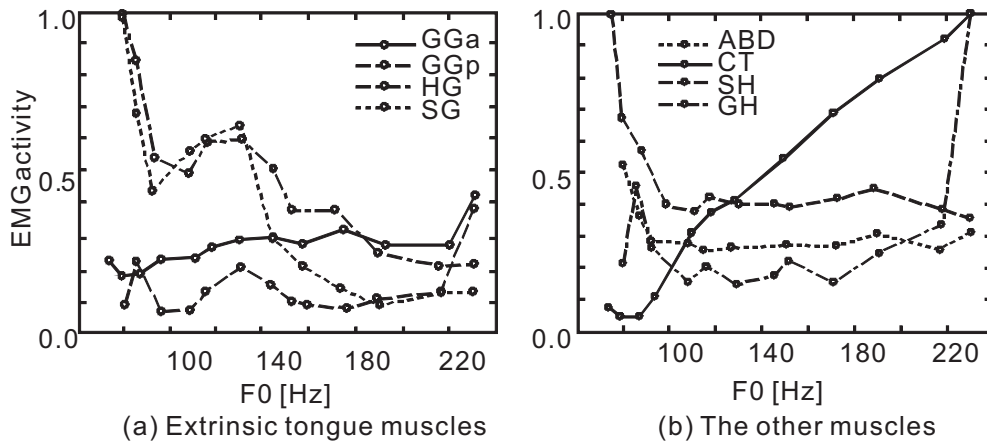 EMGactivity
1.0
0.5
0.0
GGa
GGp
HG
SG
100 140 180 220
F0 [Hz]
(a) Extrinsic tongue muscles
1.0
0.5
0.0
ABD
CT
SH
GH
100 140 180 220
F0 [Hz]
(b) The other muscles